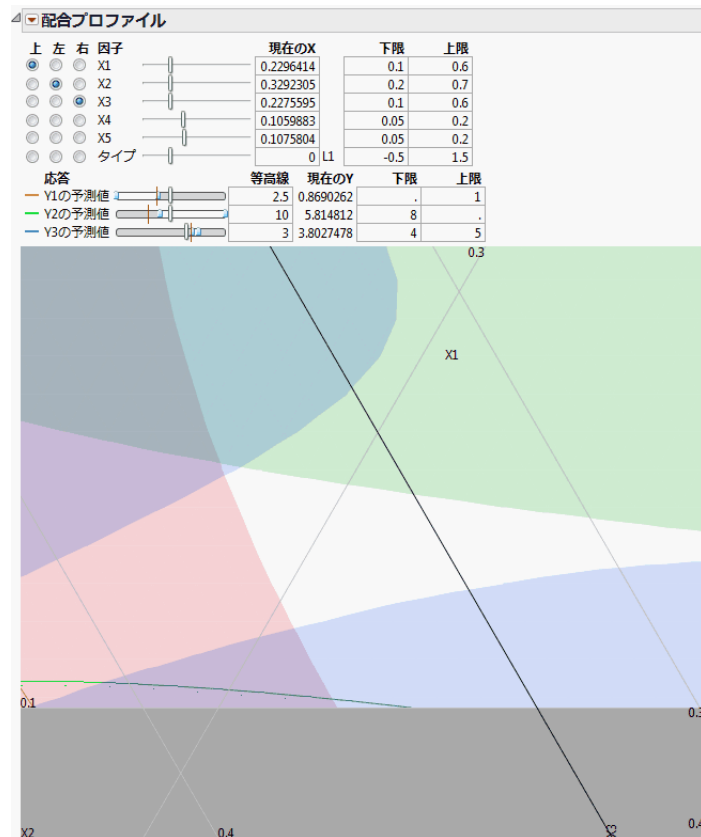 配合プロファイル
上 左 右 因子 現在のX 下限 上限
X1 0.2296414 0.1 0.6
X2 0.3292305 0.2 0.7
X3 0.2275595 0.1 0.6
X4 0.1059883 0.05 0.2
X5 0.1075804 0.05 0.2
タイプ 0 L1 -0.5 1.5
応答 等高線 現在のY 下限 上限
Y1の予測値 2.5 0.8690262 . 1
Y2の予測値 10 5.814812 8 .
Y3の予測値 3 3.8027478 4 5
0.3
X1
0.1
0.3
X2
0.4
X3
0.4